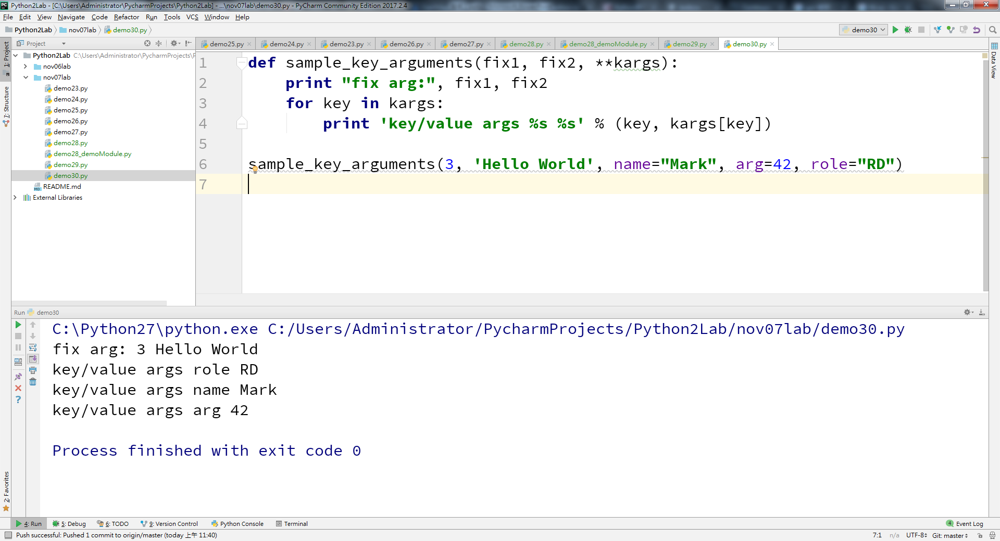 Python2Lab - [C:\Users\Administrator\PycharmProjects\Python2Lab] - ...\nov07lab\demo30.py - PyCharm Community Edition 2017.2.4
File Edit View Navigate Code Refactor Run Tools VCS Window Help
Python2Lab nov07lab demo30.py
demo30
Project
demo25.py demo24.py demo23.py demo26.py demo27.py demo28.py demo28_demoModule.py demo29.py demo30.py
1: Project
7: Structure
2: Favorites
Data View
Python2Lab C:\Users\Administrator\PycharmProjects\P
nov06lab
nov07lab
demo23.py
demo24.py
demo25.py
demo26.py
demo27.py
demo28.py
demo28_demoModule.py
demo29.py
demo30.py
README.md
External Libraries
1 def sample_key_arguments(fix1, fix2, **kargs):
2 print "fix arg:", fix1, fix2
3 for key in kargs:
4 print 'key/value args %s %s' % (key, kargs[key])
5
6 sample_key_arguments(3, 'Hello World', name="Mark", arg=42, role="RD")
7
Run demo30
C:\Python27\python.exe C:/Users/Administrator/PycharmProjects/Python2Lab/nov07lab/demo30.py
fix arg: 3 Hello World
key/value args role RD
key/value args name Mark
key/value args arg 42
Process finished with exit code 0
4: Run 5: Debug 6: TODO 9: Version Control Python Console Terminal 4 Event Log
Push successful: Pushed 1 commit to origin/master (today 上午 11:40) 7:1 n/a UTF-8 Git: master